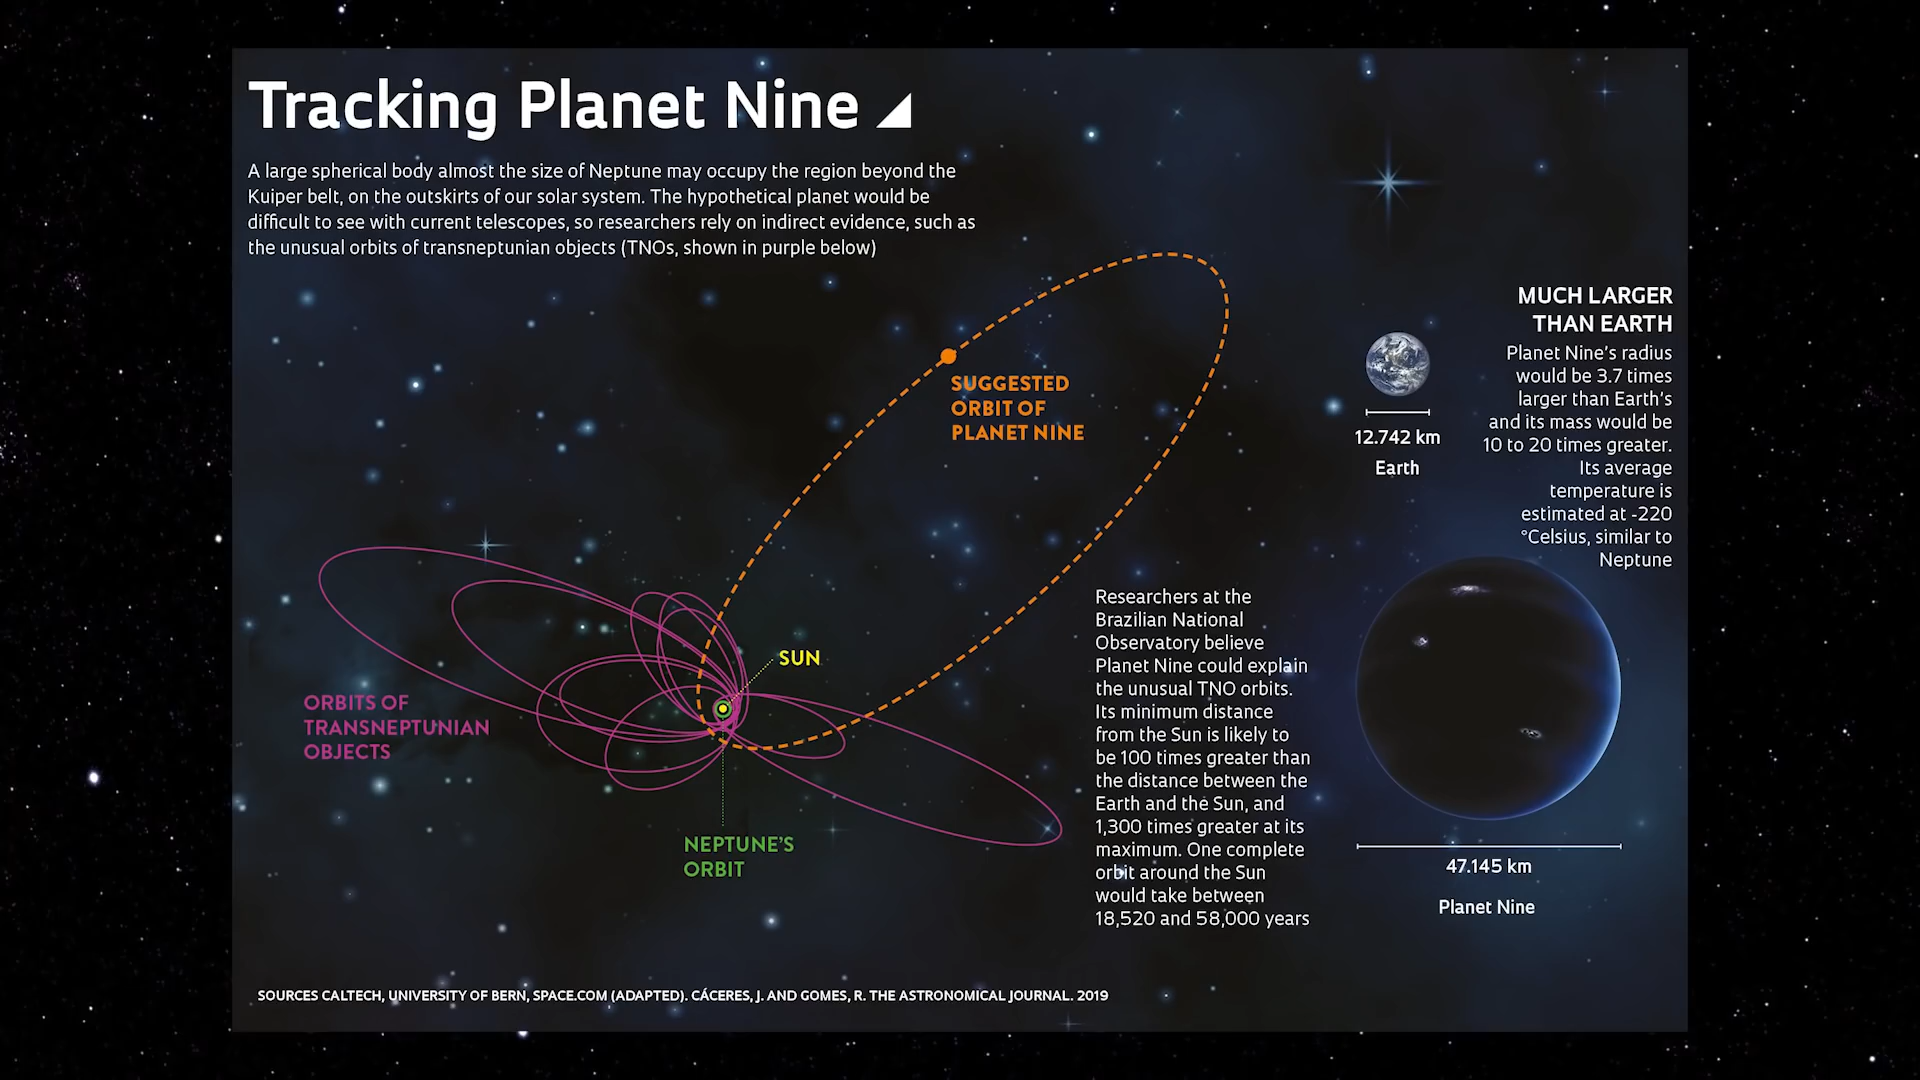 Tracking Planet Nine
A large spherical body almost the size of Neptune may occupy the region beyond the
Kuiper belt, on the outskirts of our solar system. The hypothetical planet would be
difficult to see with current telescopes, so researchers rely on indirect evidence, such as
the unusual orbits of transneptunian objects (TNOs, shown in purple below)
SUGGESTED
ORBIT OF
PLANET NINE
SUN
ORBITS OF
TRANSNEPTUNIAN
OBJECTS
NEPTUNE'S
ORBIT
Researchers at the
Brazilian National
Observatory believe
Planet Nine could explain
the unusual TNO orbits.
Its minimum distance
from the Sun is likely to
be 100 times greater than
the distance between the
Earth and the Sun, and
1,300 times greater at its
maximum. One complete
orbit around the Sun
would take between
18,520 and 58,000 years
12.742 km
Earth
MUCH LARGER
THAN EARTH
Planet Nine's radius
would be 3.7 times
larger than Earth's
and its mass would be
10 to 20 times greater.
Its average
temperature is
estimated at -220
°Celsius, similar to
Neptune
47.145 km
Planet Nine
SOURCES CALTECH, UNIVERSITY OF BERN, SPACE.COM (ADAPTED). CÁCERES, J. AND GOMES, R. THE ASTRONOMICAL JOURNAL. 2019